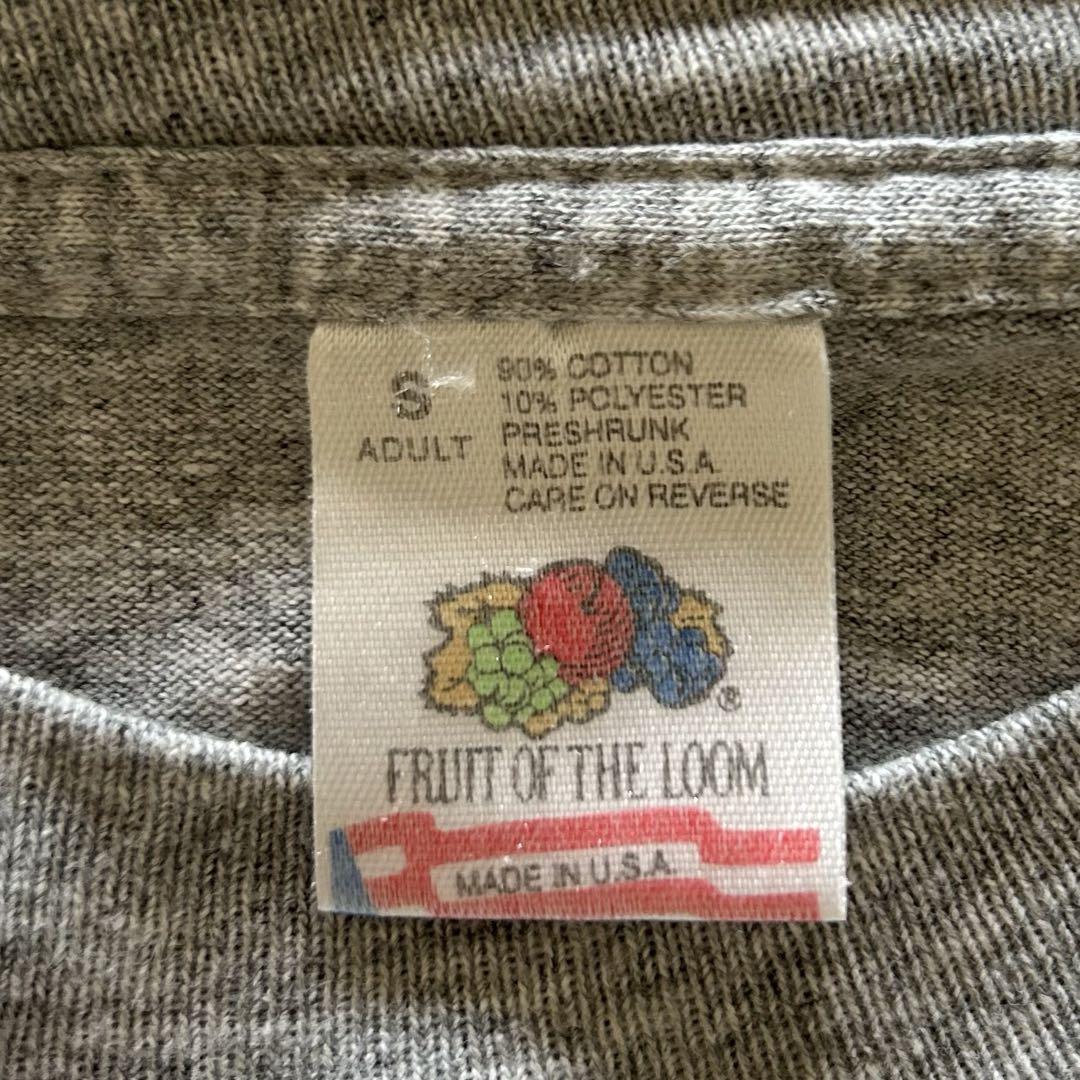 S
ADULT
90% COTTON
10% POLYESTER
PRESHRUNK
MADE IN U.S.A.
CARE ON REVERSE
®
FRUIT OF THE LOOM
MADE IN U.S.A.